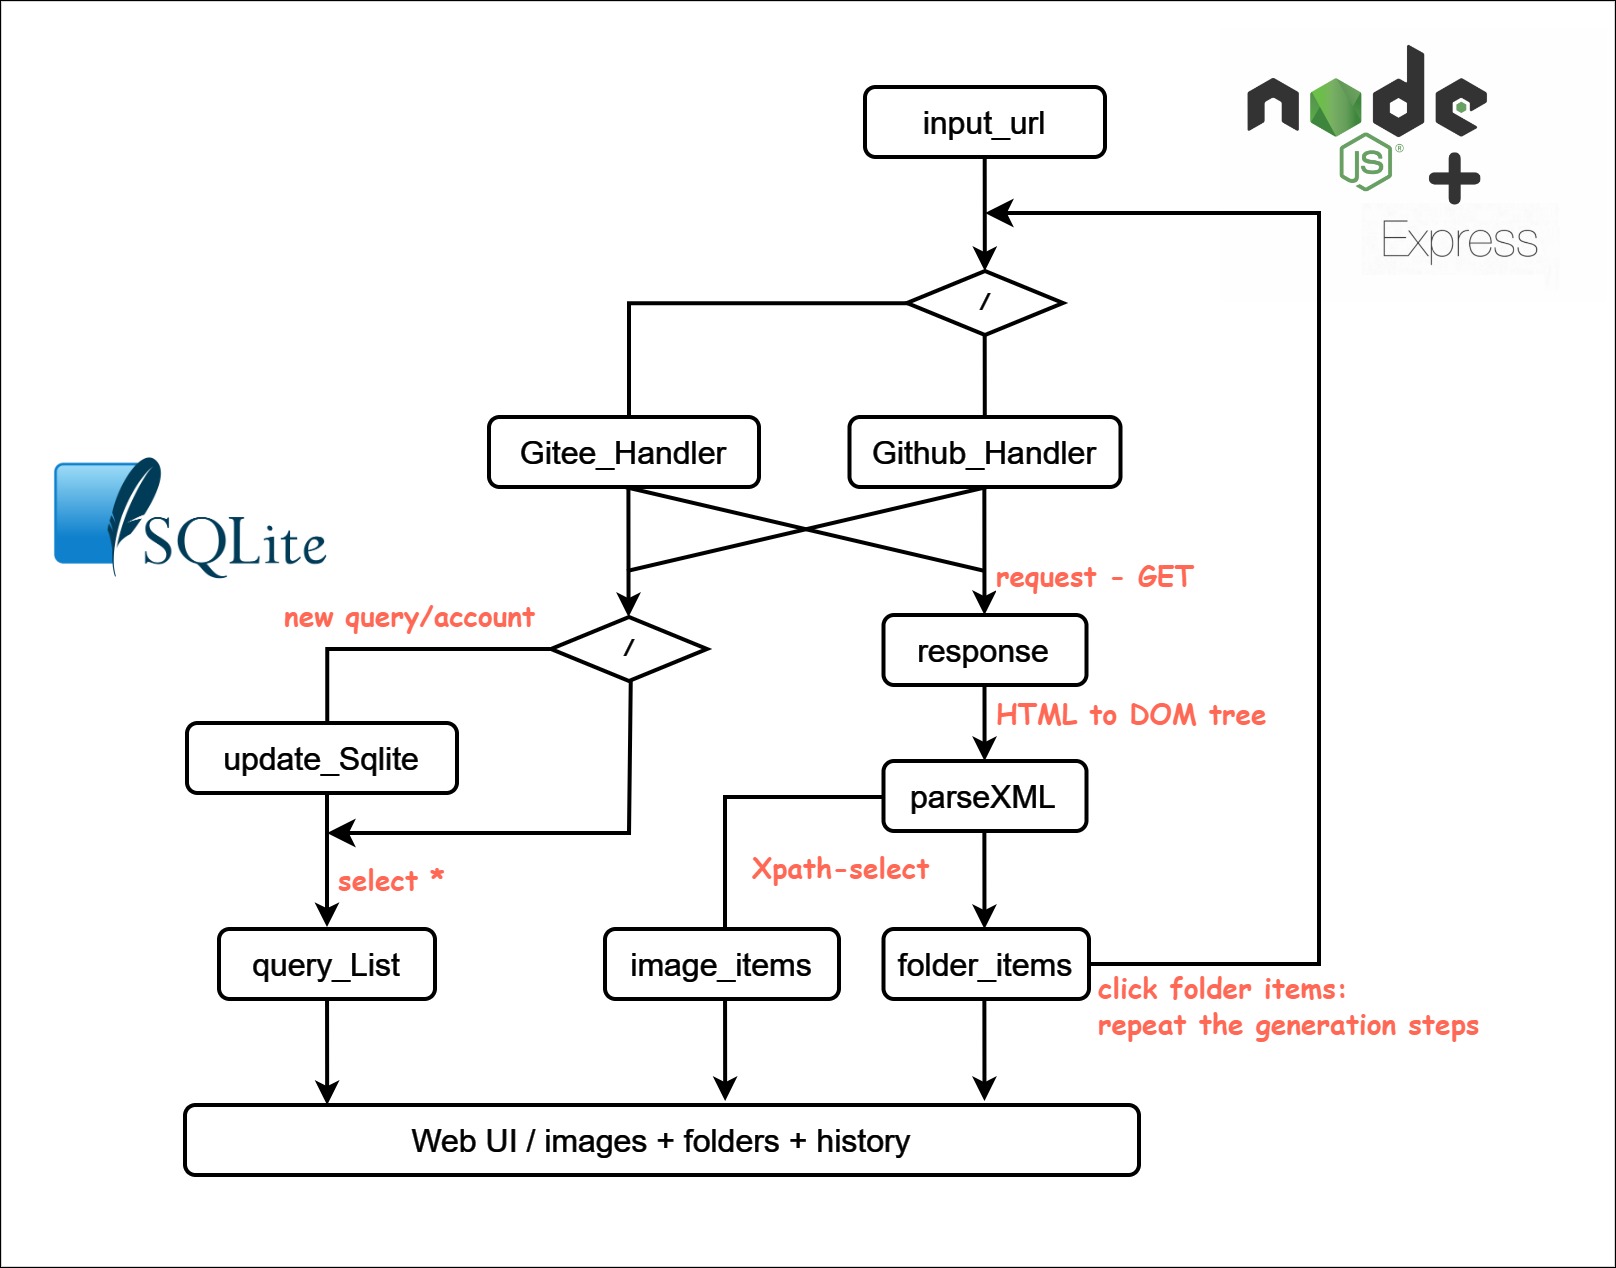 node
JS®
+
Express
input_url
/
Gitee_Handler
Github_Handler
SQLite
request - GET
new query/account
/
response
HTML to DOM tree
update_Sqlite
parseXML
Xpath-select
select *
query_List
image_items
folder_items
click folder items:
repeat the generation steps
Web UI / images + folders + history